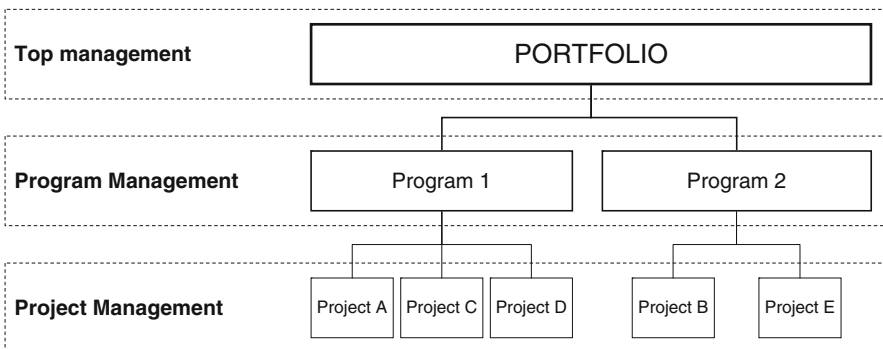 Top management
PORTFOLIO
Program Management
Program 1
Program 2
Project Management
Project A
Project C
Project D
Project B
Project E